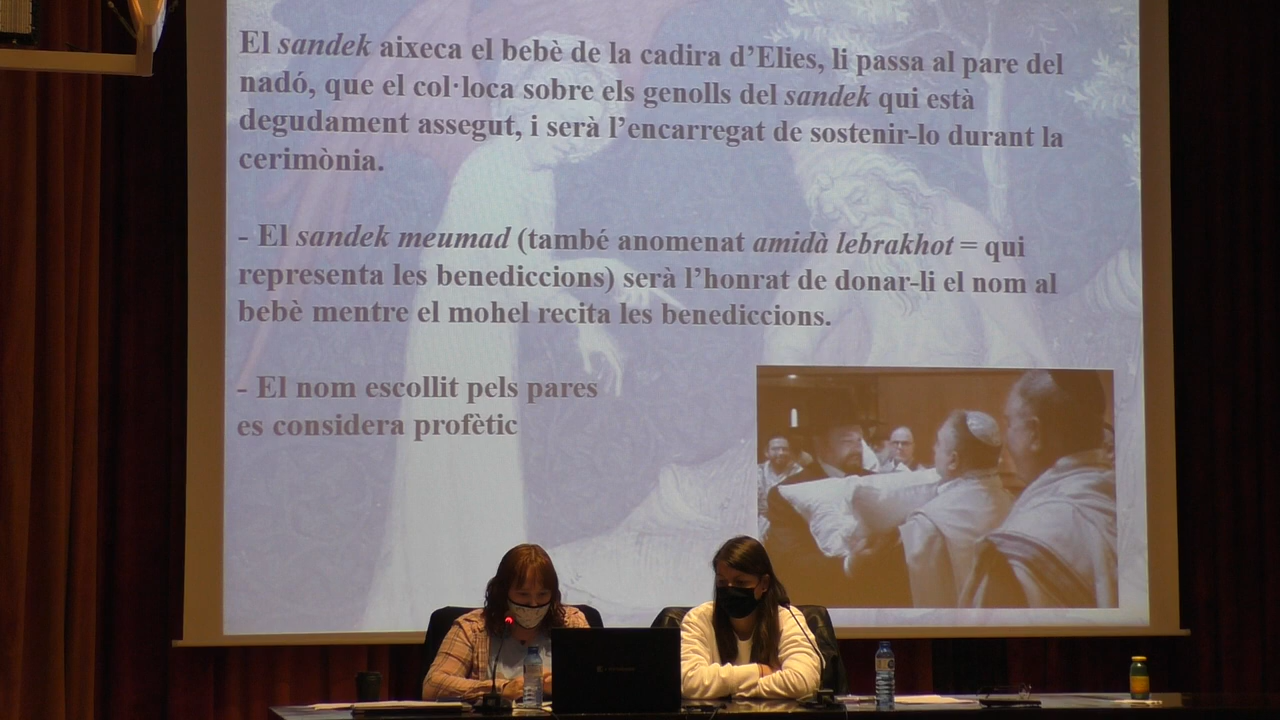 El sandek aixeca el bebè de la cadira d’Elies, li passa al pare del
nadó, que el col·loca sobre els genolls del sandek qui està
degudament assegut, i serà l’encarregat de sostenir-lo durant la
cerimònia.
- El sandek meumad (també anomenat amidà lebrakhot = qui
representa les benediccions) serà l’honrat de donar-li el nom al
bebè mentre el mohel recita les benediccions.
- El nom escollit pels pares
es considera profètic